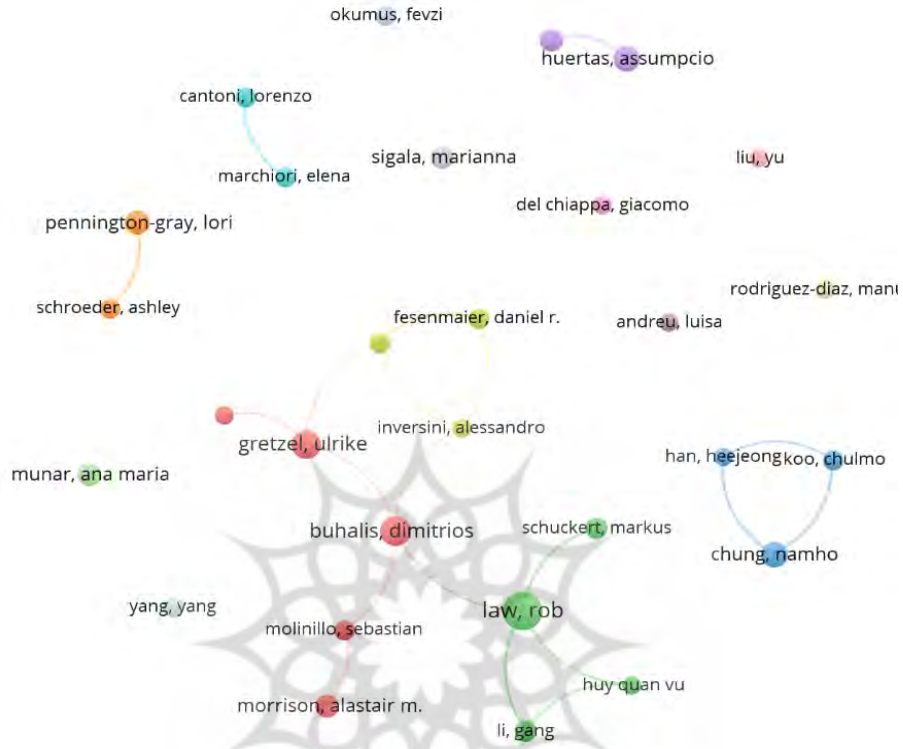 okumus, fevzi
huertas, assumpcio
cantoni, lorenzo
sigala, marianna
liu, yu
marchiori, elena
del chiappa, giacomo
pennington-gray, lori
rodriguez-diaz, manu
schroeder, ashley
fesenmaier, daniel r.
andreu, luisa
inversini, alessandro
gretzel, ulrike
han, heejeong
koo, chulmo
munar, ana maria
schuckert, markus
buhalis, dimitrios
chung, namho
yang, yang
law, rob
molinillo, sebastian
huy quan vu
morrison, alastair m.
li, gang